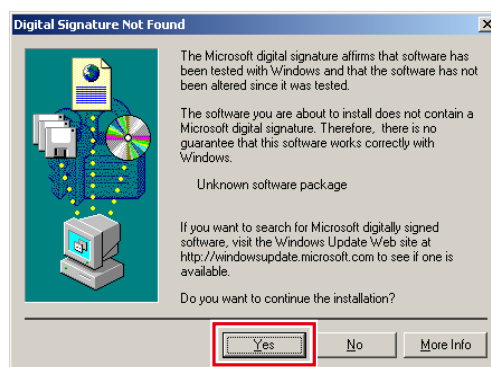 Digital Signature Not Found
The Microsoft digital signature affirms that software has
been tested with Windows and that the software has not
been altered since it was tested.
The software you are about to install does not contain a
Microsoft digital signature. Therefore, there is no
guarantee that this software works correctly with
Windows.
Unknown software package
If you want to search for Microsoft digitally signed
software, visit the Windows Update Web site at
http://windowsupdate.microsoft.com to see if one is
available.
Do you want to continue the installation?
Yes No More Info